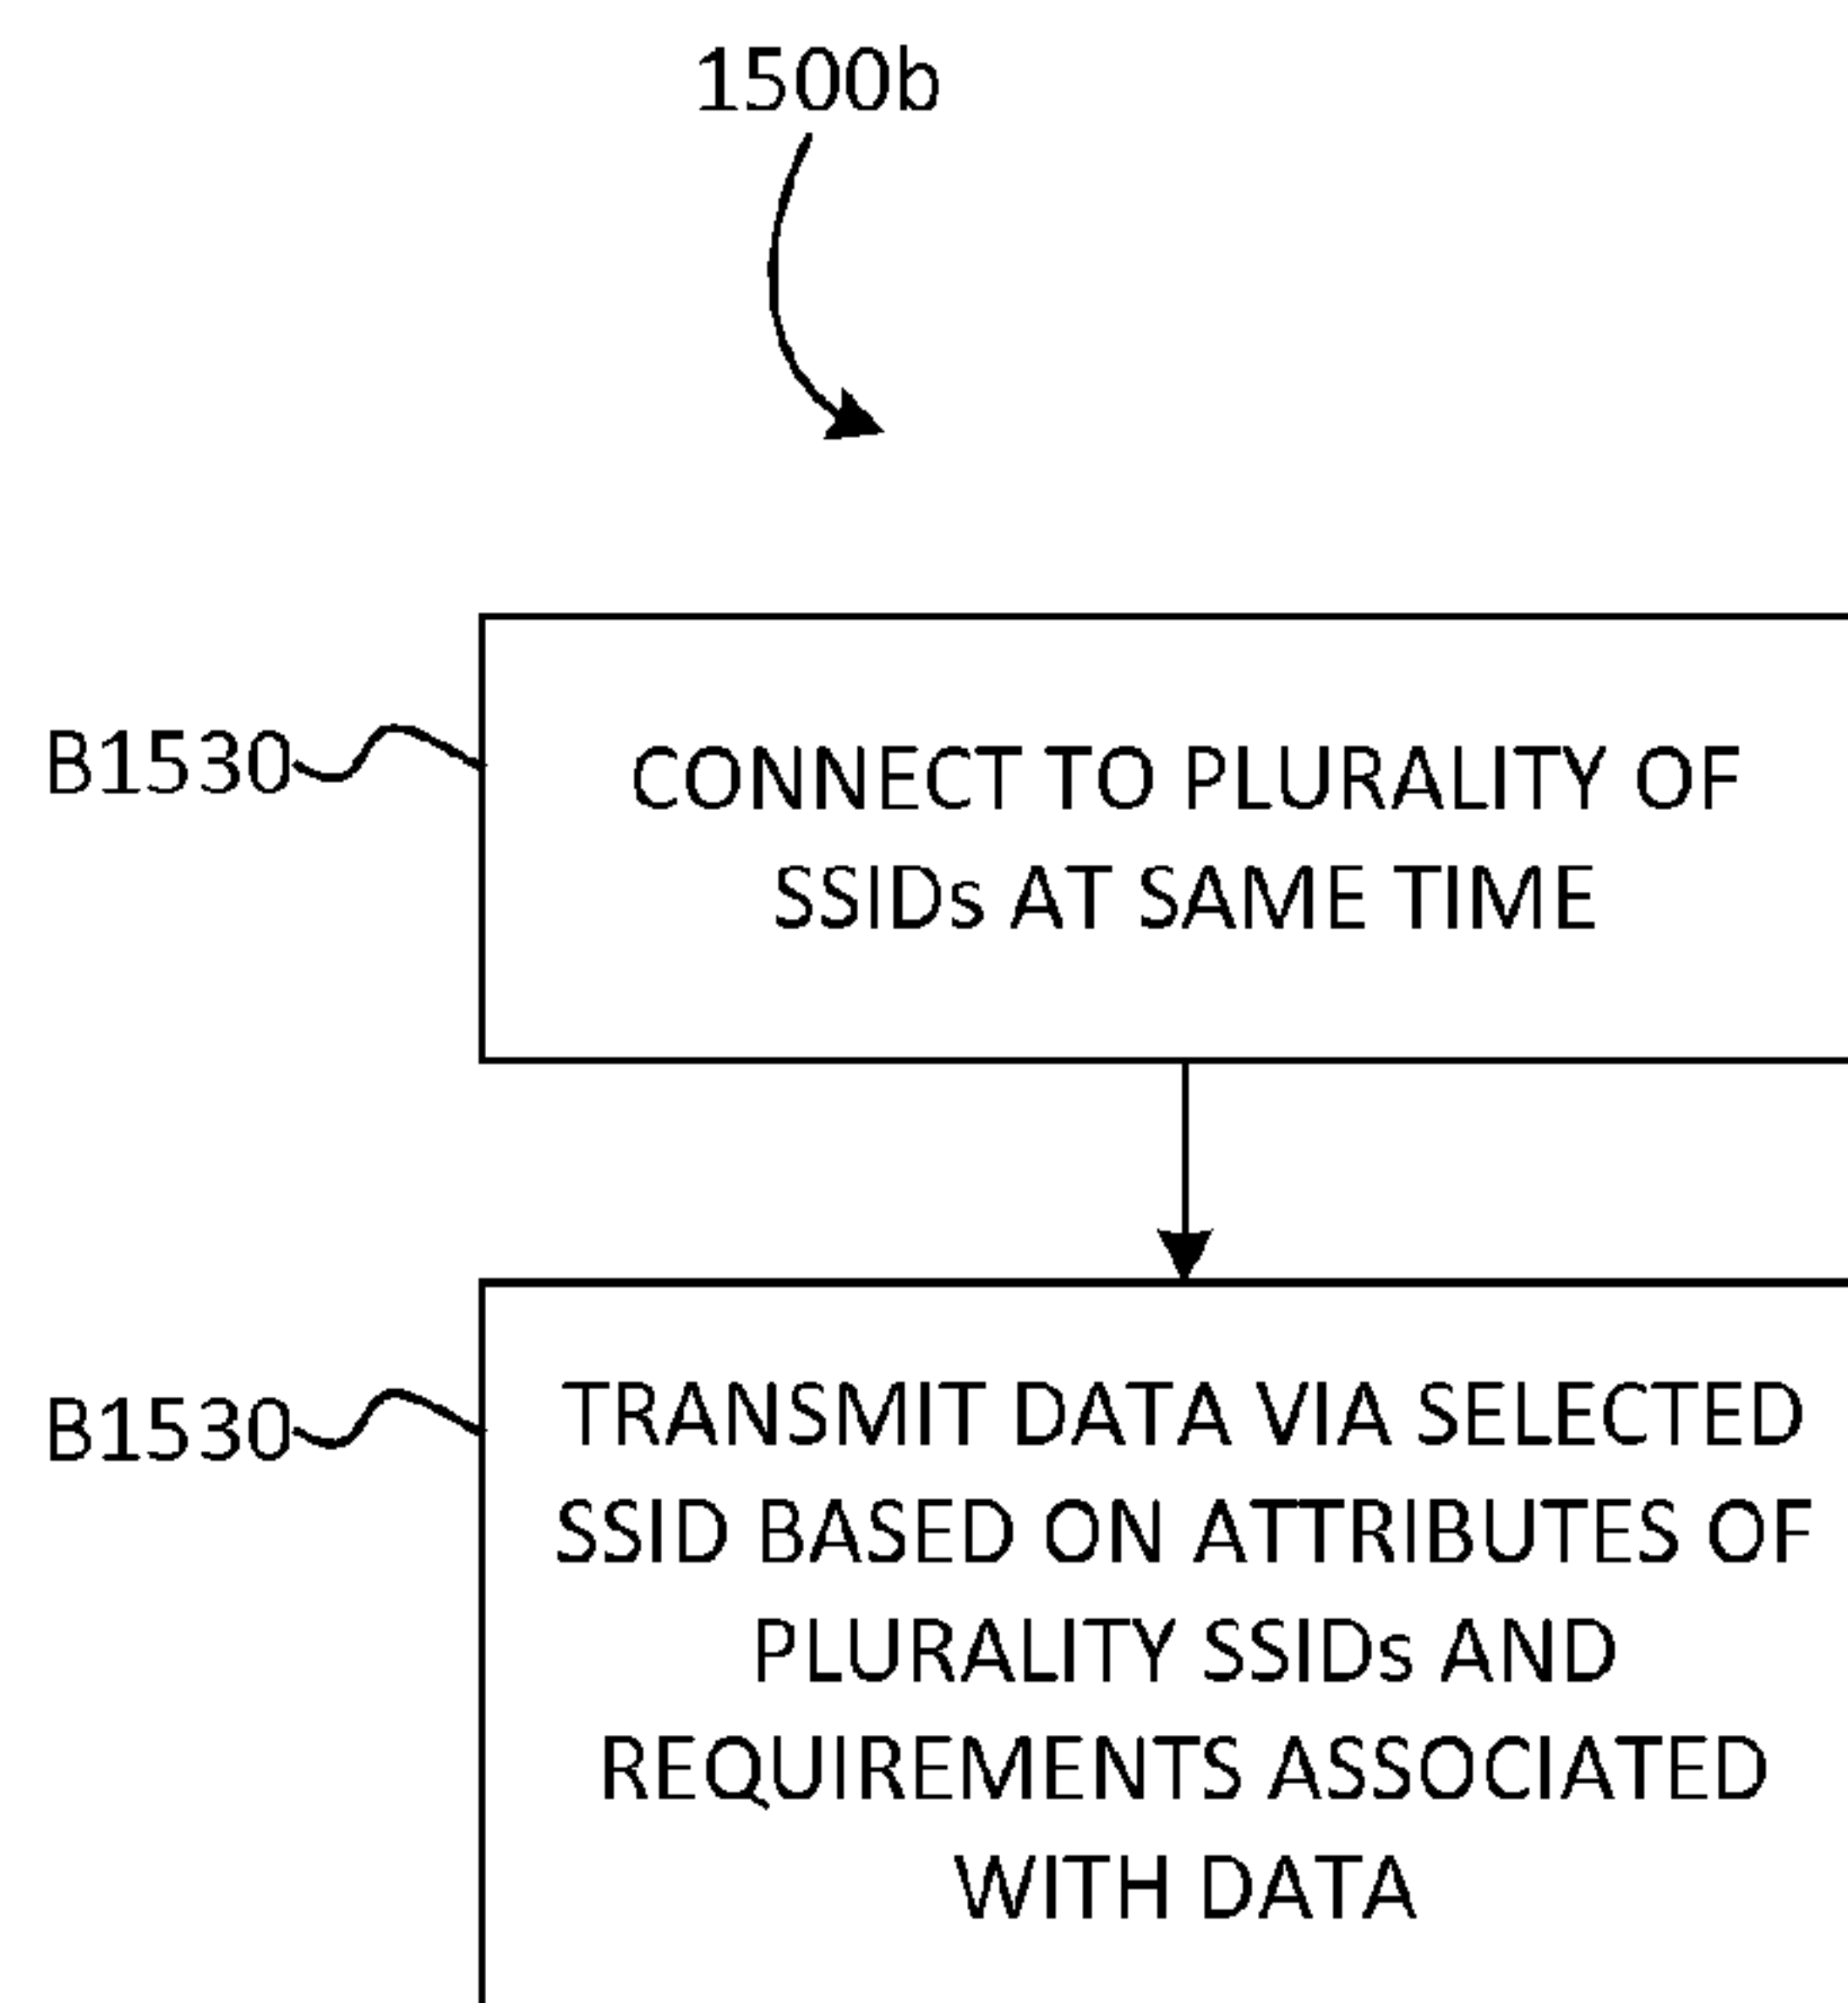 1500b
B1530
CONNECT TO PLURALITY OF
SSIDs AT SAME TIME
B1530
TRANSMIT DATA VIA SELECTED
SSID BASED ON ATTRIBUTES OF
PLURALITY SSIDs AND
REQUIREMENTS ASSOCIATED
WITH DATA